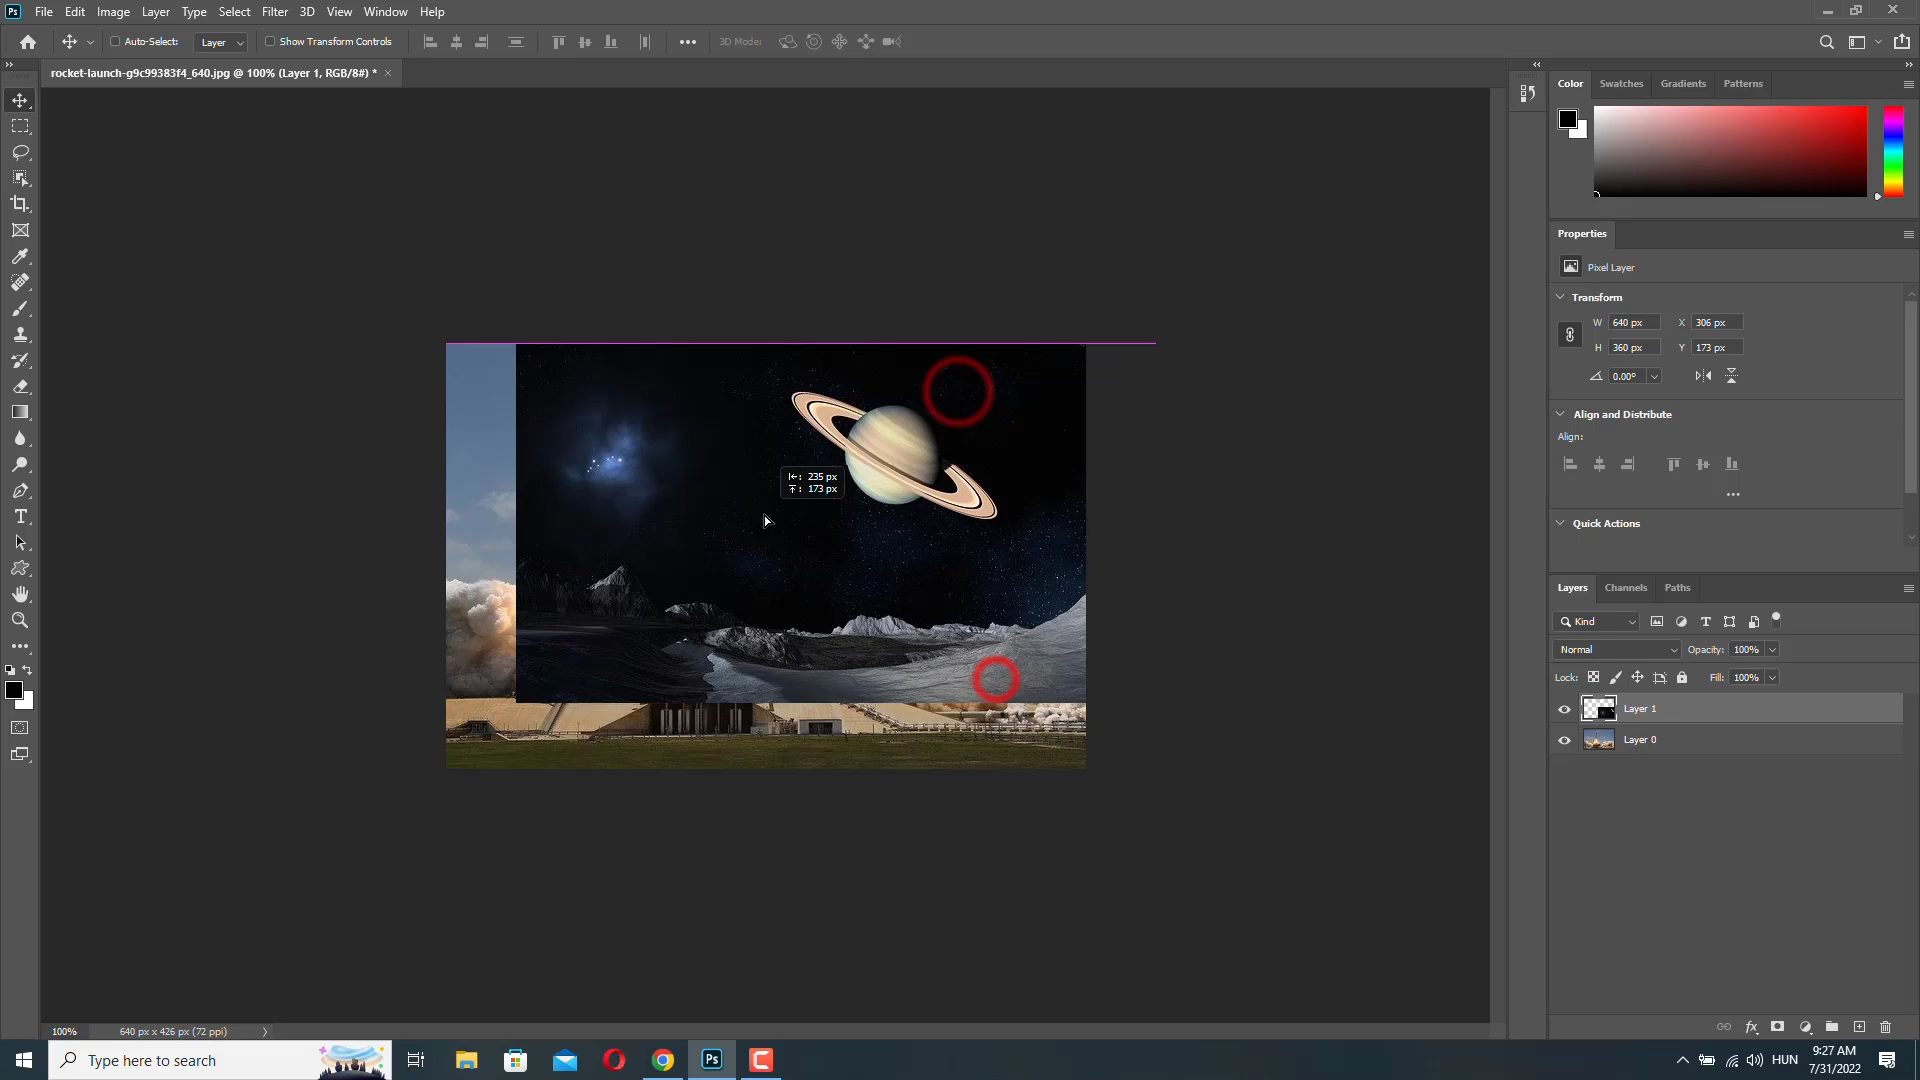 Ps File Edit Image Layer Type Select Filter 3D View Window Help
Auto-Select: Layer Show Transform Controls 3D Mode:
rocket-launch-g9c99383f4_640.jpg @ 100% (Layer 1, RGB/8#) *
Color Swatches Gradients Patterns
Properties
Pixel Layer
Transform
W 640 px X 306 px
H 360 px Y 173 px
0.00°
Align and Distribute
Align:
235 px
173 px
Quick Actions
Layers Channels Paths
Kind
Normal Opacity: 100%
Lock: Fill: 100%
Layer 1
Layer 0
100% 640 px x 426 px (72 ppi)
Type here to search
Ps
HUN
9:27 AM
7/31/2022